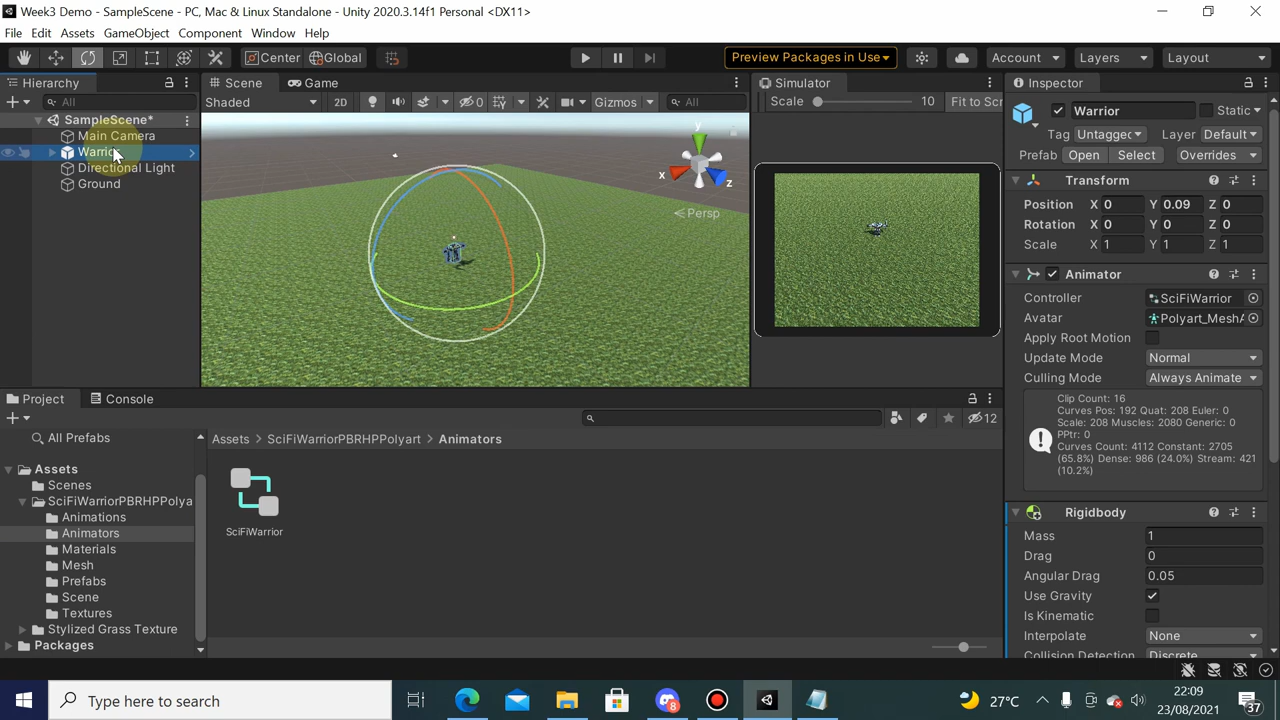 Week3 Demo - SampleScene - PC, Mac & Linux Standalone - Unity 2020.3.14f1 Personal <DX11>
File Edit Assets GameObject Component Window Help
Center Global Preview Packages in Use Account Layers Layout
Hierarchy
All
SampleScene*
Main Camera
Warrior
Directional Light
Ground
Scene Game
Shaded 2D 0 Gizmos All
y
x
z
Persp
Simulator
Scale 10 Fit to Scr
Inspector
Warrior Static
Tag Untagged Layer Default
Prefab Open Select Overrides
Transform
Position X 0 Y 0.09 Z 0
Rotation X 0 Y 0 Z 0
Scale X 1 Y 1 Z 1
Animator
Controller SciFiWarrior
Avatar Polyart_MeshA
Apply Root Motion
Update Mode Normal
Culling Mode Always Animate
Clip Count: 16
Curves Pos: 192 Quat: 208 Euler: 0
Scale: 208 Muscles: 2080 Generic: 0
PPtr: 0
Curves Count: 4112 Constant: 2705
(65.8%) Dense: 986 (24.0%) Stream: 421
(10.2%)
Rigidbody
Mass 1
Drag 0
Angular Drag 0.05
Use Gravity
Is Kinematic
Interpolate None
Collision Detection Discrete
Project Console
12
All Prefabs
Assets
Scenes
SciFiWarriorPBRHPPolya
Animations
Animators
Materials
Mesh
Prefabs
Scene
Textures
Stylized Grass Texture
Packages
Assets > SciFiWarriorPBRHPPolyart > Animators
SciFiWarrior
Type here to search
8
27°C
22:09
23/08/2021
37